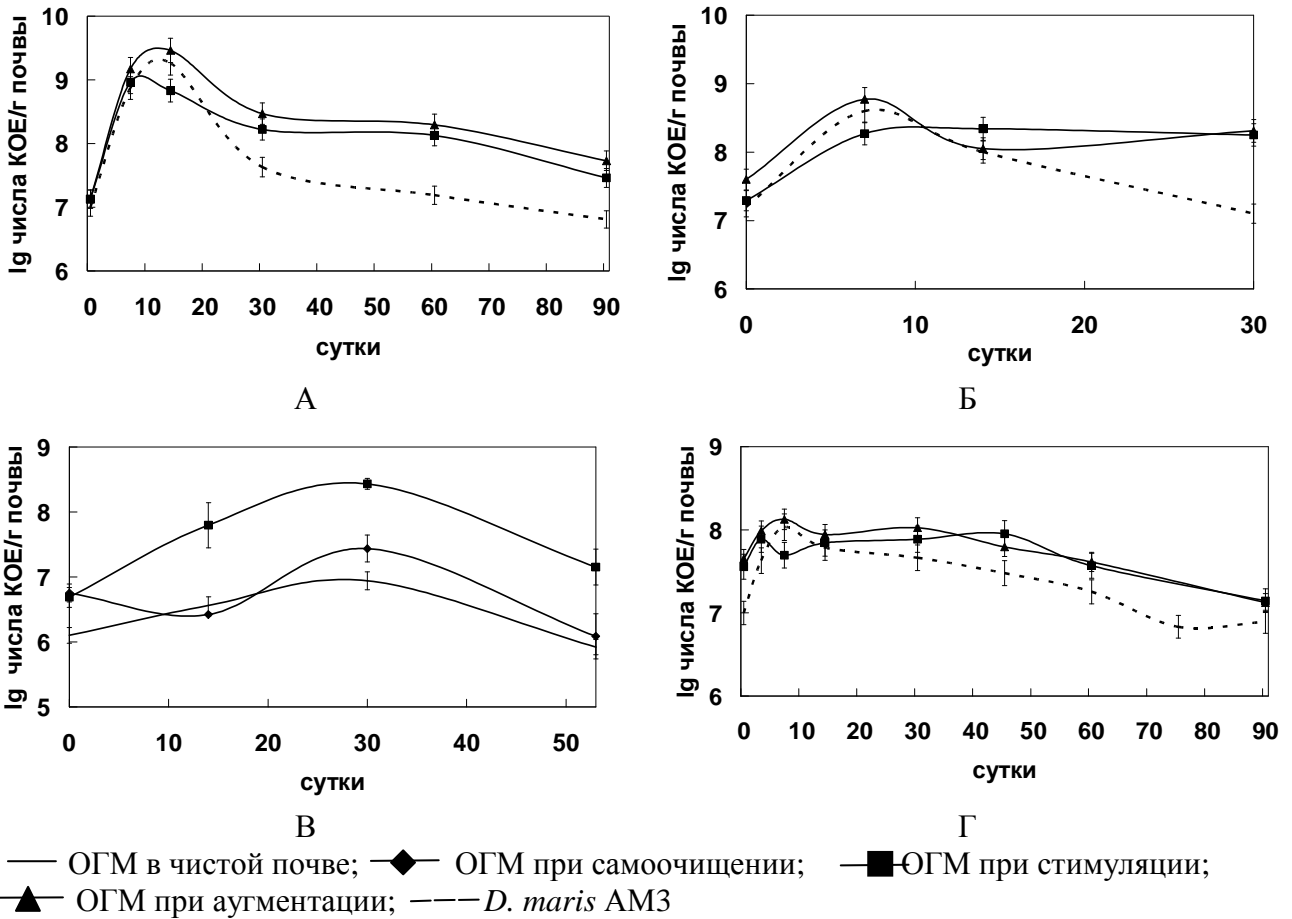 lg числа КОЕ/г почвы
10
9
8
7
6
0 10 20 30 40 50 60 70 80 90
сутки
А
lg числа КОЕ/г почвы
10
9
8
7
6
0 10 20 30
сутки
Б
lg числа КОЕ/г почвы
9
8
7
6
5
0 10 20 30 40 50
сутки
В
lg числа КОЕ/г почвы
9
8
7
6
0 10 20 30 40 50 60 70 80 90
сутки
Г
ОГМ в чистой почве; ОГМ при самоочищении; ОГМ при стимуляции;
ОГМ при аугментации; D. maris АМ3